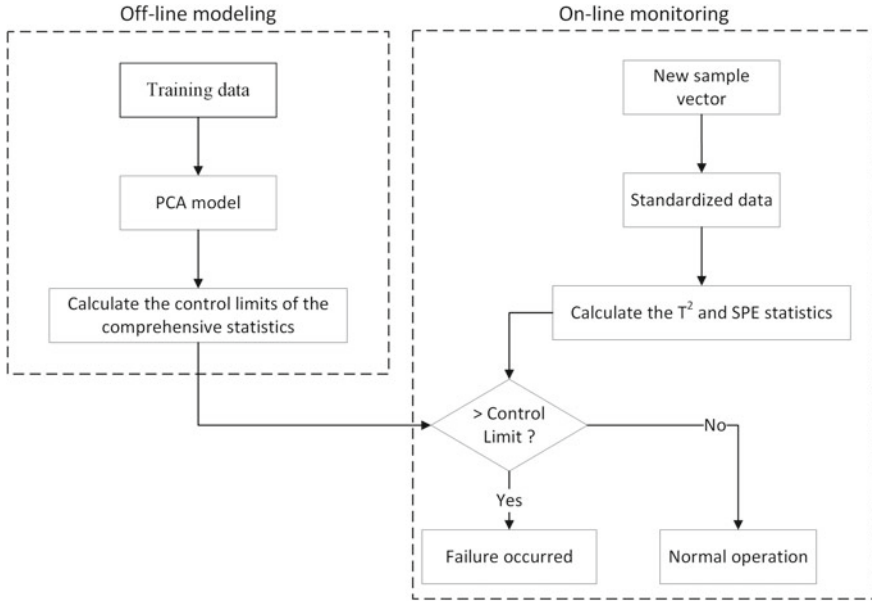 Off-line modeling
Training data
PCA model
Calculate the control limits of the
comprehensive statistics
On-line monitoring
New sample
vector
Standardized data
Calculate the T² and SPE statistics
> Control
Limit ?
No
Yes
Failure occurred
Normal operation